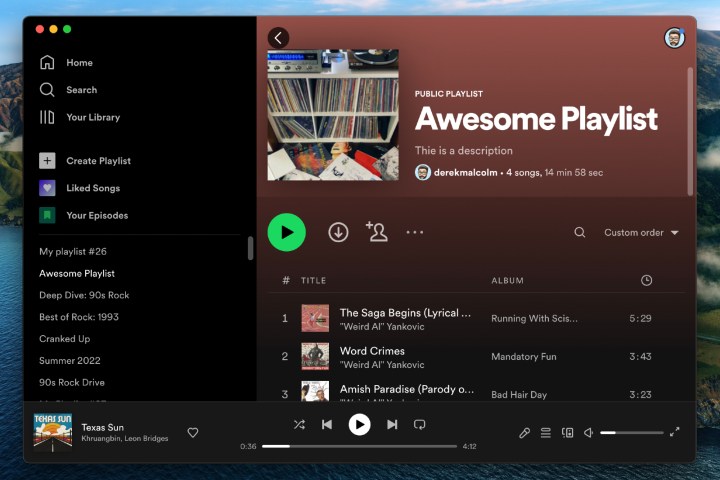 Home
Search
Your Library
Create Playlist
Liked Songs
Your Episodes
My playlist #26
Awesome Playlist
Deep Dive: 90s Rock
Best of Rock: 1993
Cranked Up
Summer 2022
90s Rock Drive
PUBLIC PLAYLIST
Awesome Playlist
Thie is a description
derekmalcolm • 4 songs, 14 min 58 sec
Custom order
# TITLE ALBUM
1 The Saga Begins (Lyrical ... Running With Scis... 5:29
"Weird Al" Yankovic
2 Word Crimes Mandatory Fun 3:43
"Weird Al" Yankovic
3 Amish Paradise (Parody o... Bad Hair Day 3:23
TEXAS SUN
Texas Sun
Khruangbin, Leon Bridges
0:36 4:12